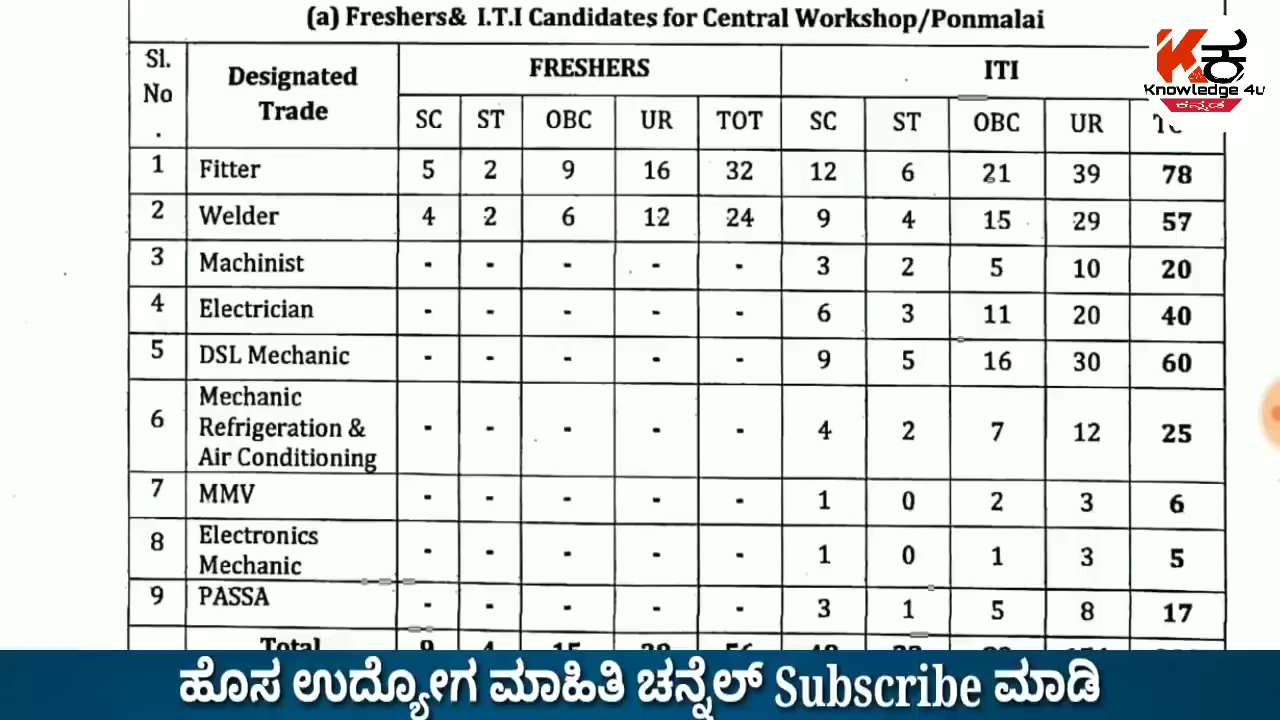 (a) Freshers& I.T.I Candidates for Central Workshop/Ponmalai
Sl. No . Designated Trade FRESHERS ITI
SC ST OBC UR TOT SC ST OBC UR
1 Fitter 5 2 9 16 32 12 6 21 39 78
2 Welder 4 2 6 12 24 9 4 15 29 57
3 Machinist - - - - - 3 2 5 10 20
4 Electrician - - - - - 6 3 11 20 40
5 DSL Mechanic - - - - - 9 5 16 30 60
6 Mechanic Refrigeration & Air Conditioning - - - - - 4 2 7 12 25
7 MMV - - - - - 1 0 2 3 6
8 Electronics Mechanic - - - - - 1 0 1 3 5
9 PASSA - - - - - 3 1 5 8 17
Total
Knowledge 4u
ಕನ್ನಡ
ಹೊಸ ಉದ್ಯೋಗ ಮಾಹಿತಿ ಚನ್ನೆಲ್ Subscribe ಮಾಡಿ